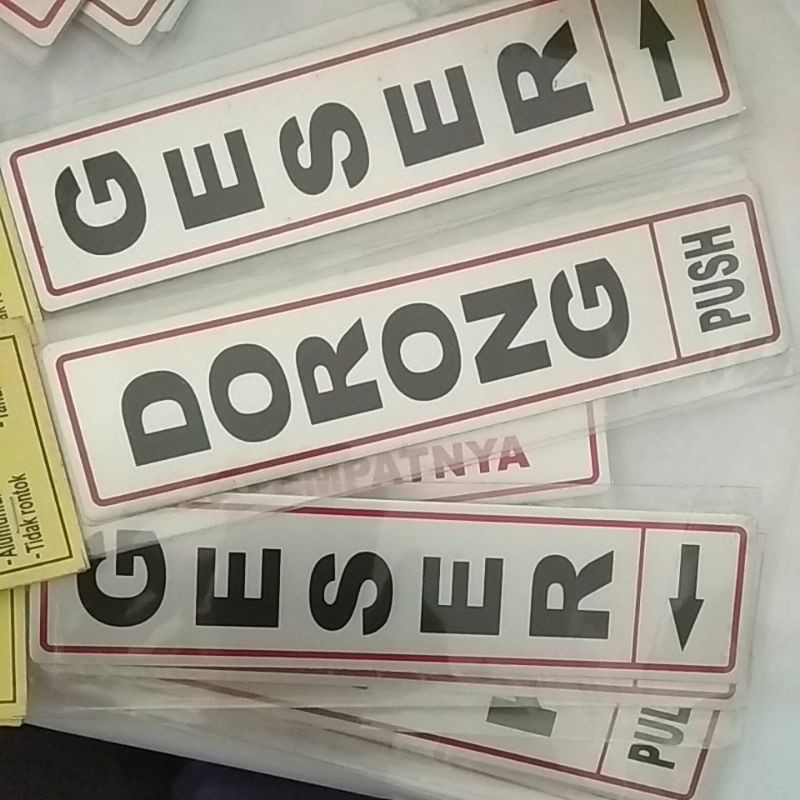 GESER
DORONG
PUSH
MPATNYA
GESER
PUL
-Tidak rontok